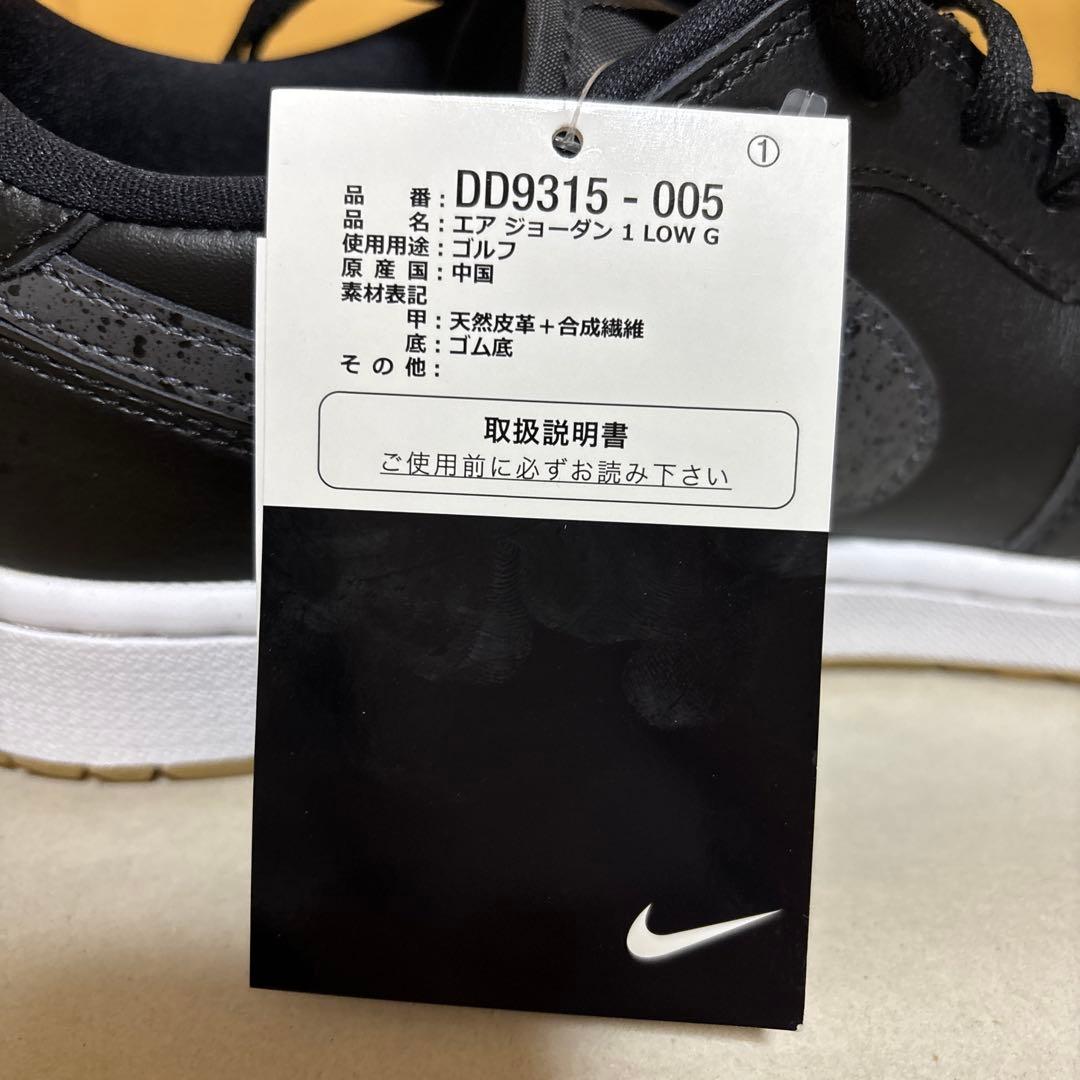 ①
品番：DD9315 - 005
品名：エア ジョーダン 1 LOW G
使用用途：ゴルフ
原産国：中国
素材表記
甲：天然皮革＋合成繊維
底：ゴム底
その他：
取扱説明書
ご使用前に必ずお読み下さい